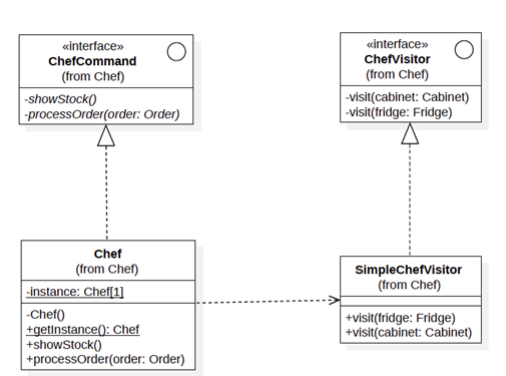 «interface»
ChefCommand
(from Chef)
-showStock()
-processOrder(order: Order)
«interface»
ChefVisitor
(from Chef)
-visit(cabinet: Cabinet)
-visit(fridge: Fridge)
Chef
(from Chef)
-instance: Chef[1]
-Chef()
+getInstance(): Chef
+showStock()
+processOrder(order: Order)
SimpleChefVisitor
(from Chef)
+visit(fridge: Fridge)
+visit(cabinet: Cabinet)